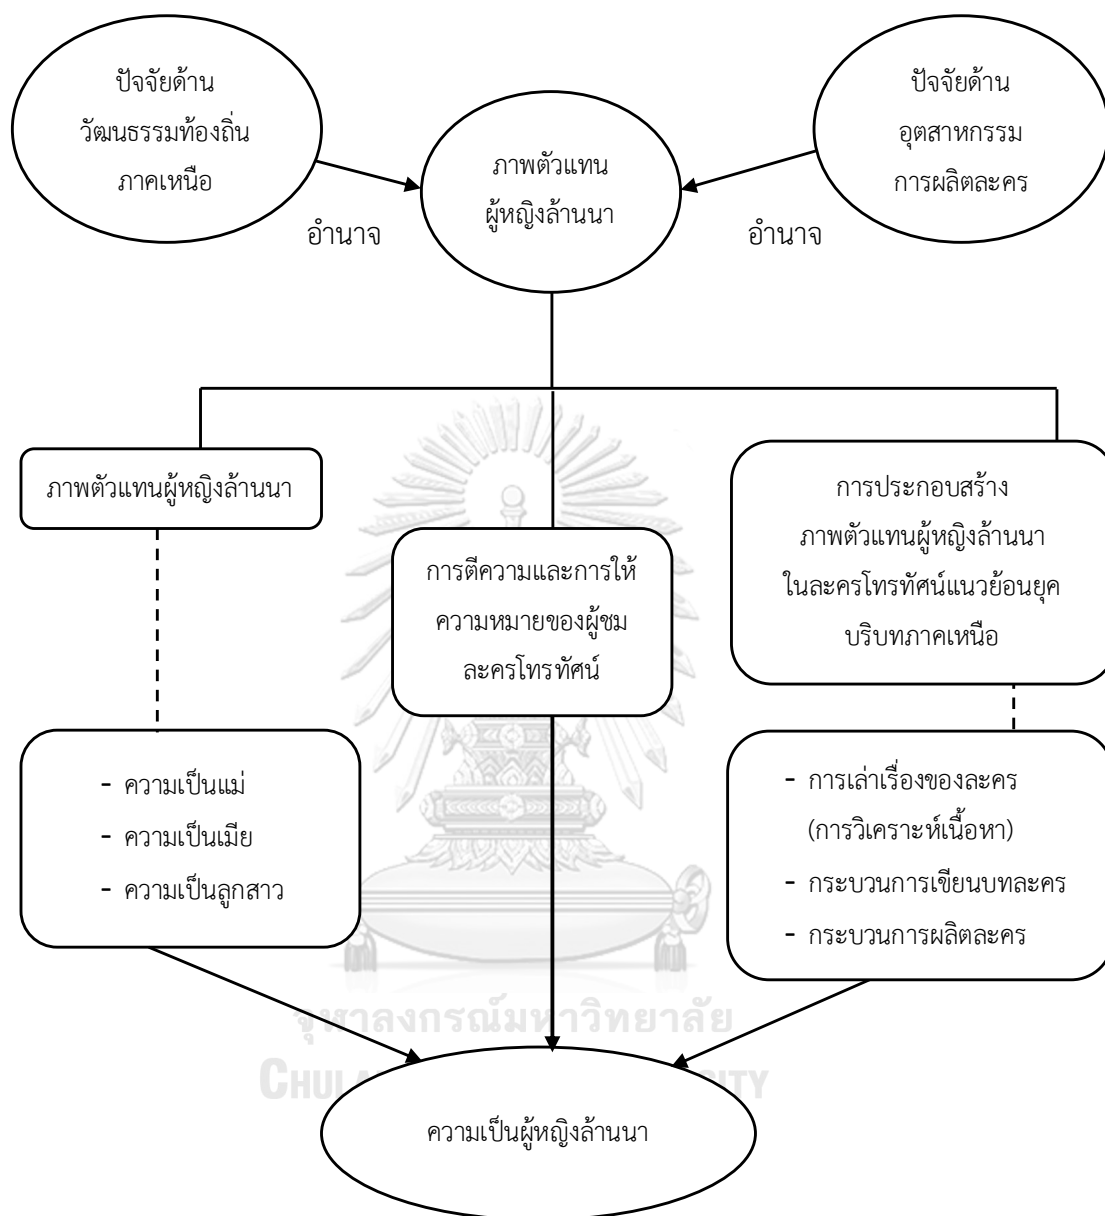 ปัจจัยด้าน
วัฒนธรรมท้องถิ่น
ภาคเหนือ
ปัจจัยด้าน
อุตสาหกรรม
การผลิตละคร
ภาพตัวแทน
ผู้หญิงล้านนา
อำนาจ
อำนาจ
ภาพตัวแทนผู้หญิงล้านนา
การตีความและการให้
ความหมายของผู้ชม
ละครโทรทัศน์
การประกอบสร้าง
ภาพตัวแทนผู้หญิงล้านนา
ในละครโทรทัศน์แนวย้อนยุค
บริบทภาคเหนือ
- ความเป็นแม่
- ความเป็นเมีย
- ความเป็นลูกสาว
- การเล่าเรื่องของละคร
(การวิเคราะห์เนื้อหา)
- กระบวนการเขียนบทละคร
- กระบวนการผลิตละคร
จุฬาลงกรณ์มหาวิทยาลัย
ความเป็นผู้หญิงล้านนา